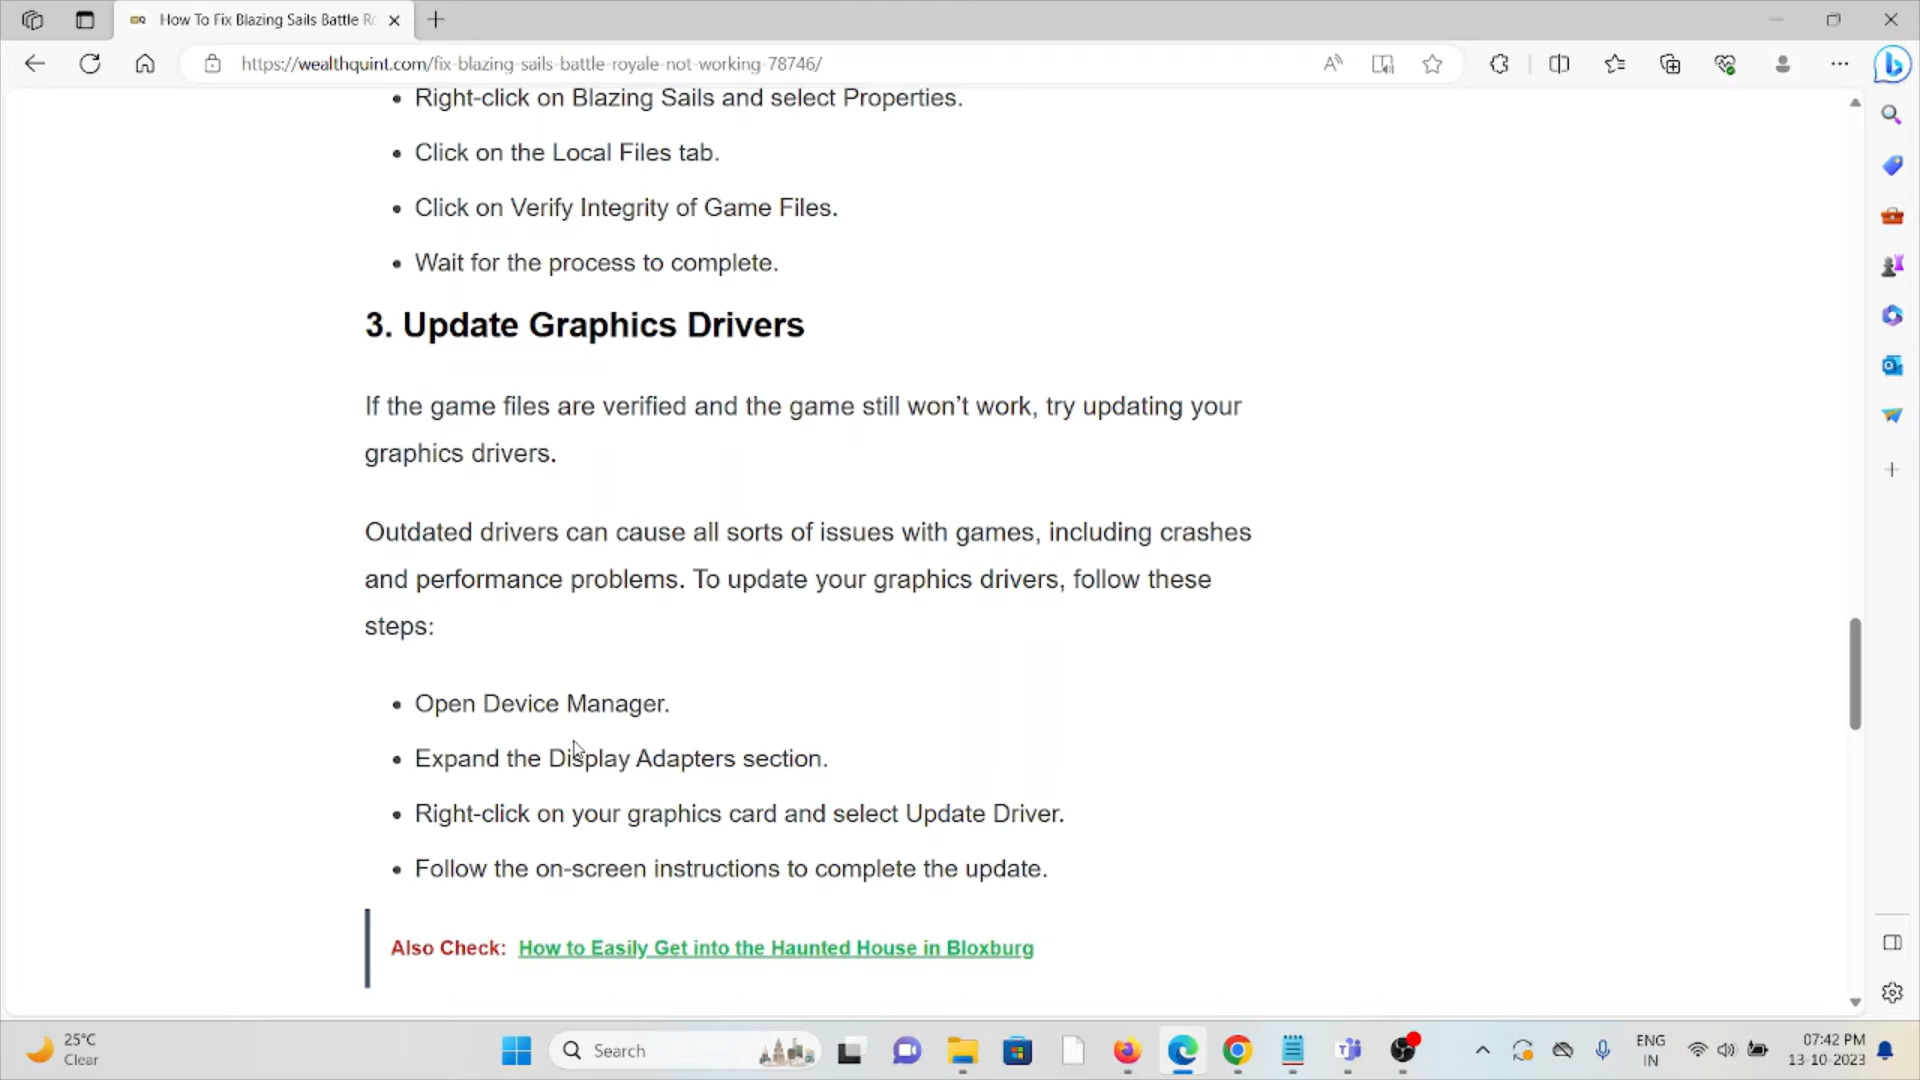 How To Fix Blazing Sails Battle Ro
https://wealthquint.com/fix-blazing-sails-battle-royale-not-working-78746/
• Right-click on Blazing Sails and select Properties.
• Click on the Local Files tab.
• Click on Verify Integrity of Game Files.
• Wait for the process to complete.
3. Update Graphics Drivers
If the game files are verified and the game still won’t work, try updating your
graphics drivers.
Outdated drivers can cause all sorts of issues with games, including crashes
and performance problems. To update your graphics drivers, follow these
steps:
• Open Device Manager.
• Expand the Display Adapters section.
• Right-click on your graphics card and select Update Driver.
• Follow the on-screen instructions to complete the update.
Also Check: How to Easily Get into the Haunted House in Bloxburg
25°C
Clear
Search
ENG
IN
07:42 PM
13-10-2023